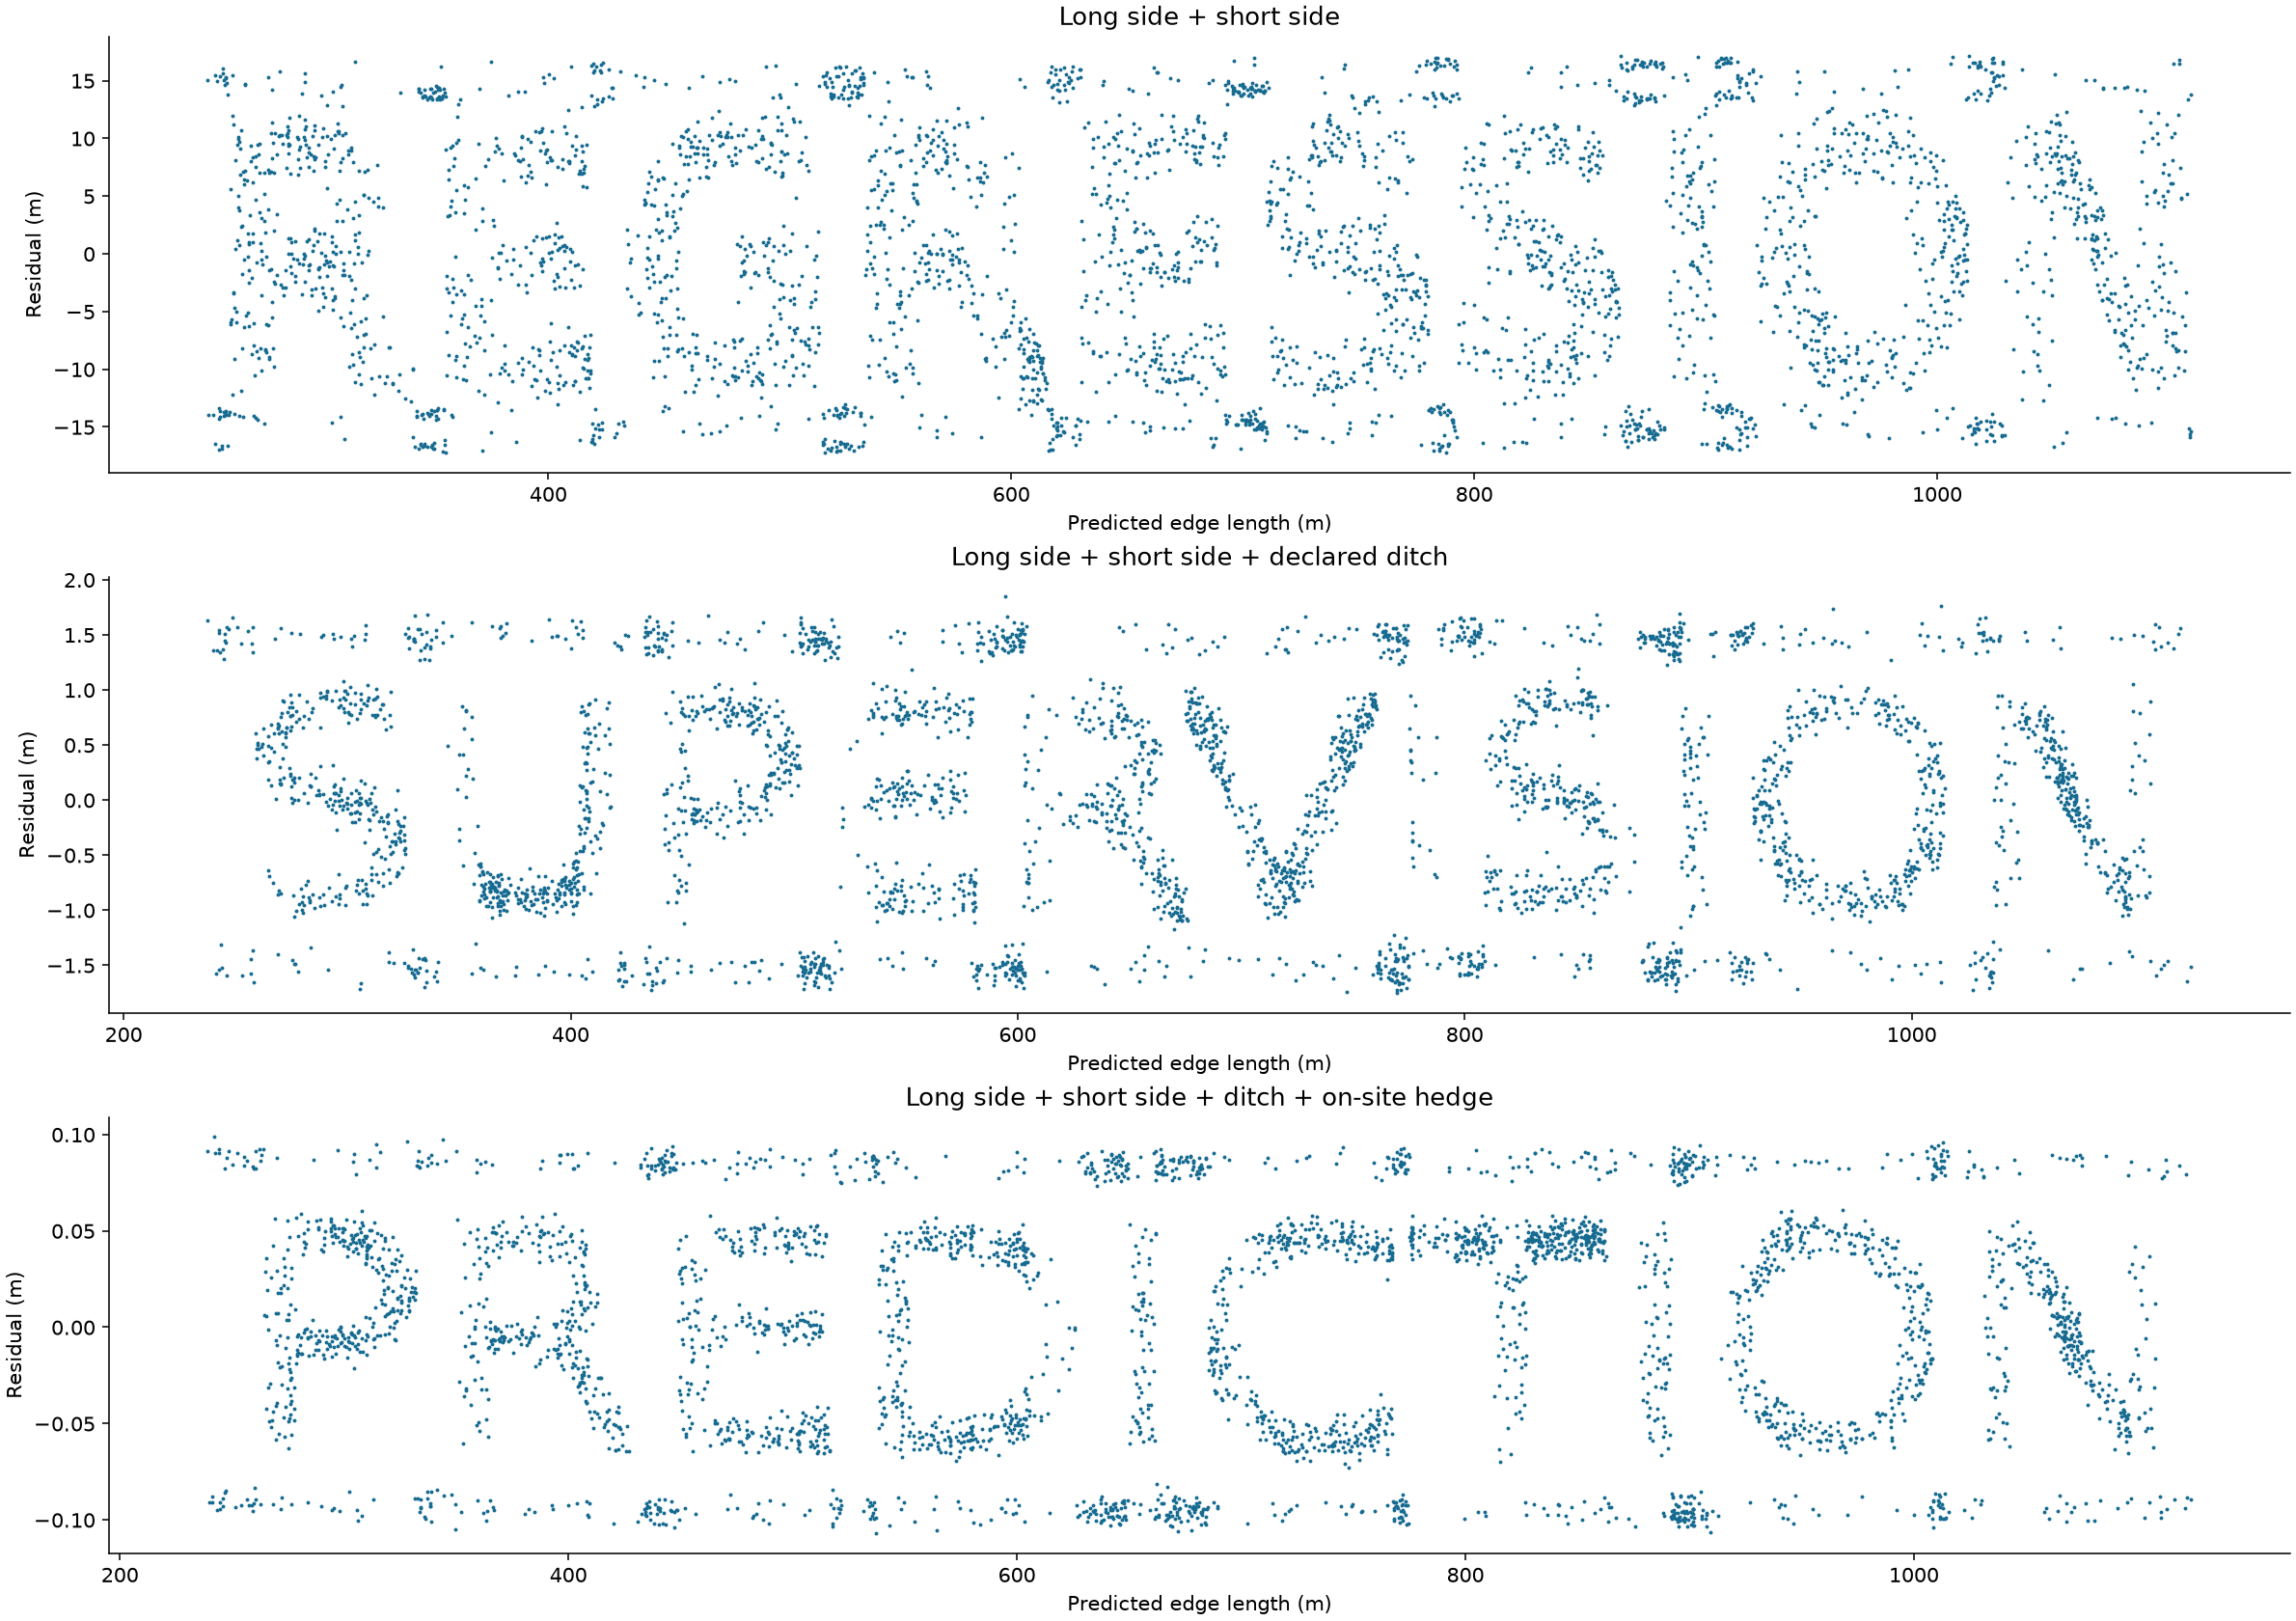 Long side + short side
15
10
5
0
−5
−10
−15
Residual (m)
REGRESSION
400 600 800 1000
Predicted edge length (m)
Long side + short side + declared ditch
2.0
1.5
1.0
0.5
0.0
−0.5
−1.0
−1.5
Residual (m)
SUPERVISION
200 400 600 800 1000
Predicted edge length (m)
Long side + short side + ditch + on-site hedge
0.10
0.05
0.00
−0.05
−0.10
Residual (m)
PREDICTION
200 400 600 800 1000
Predicted edge length (m)